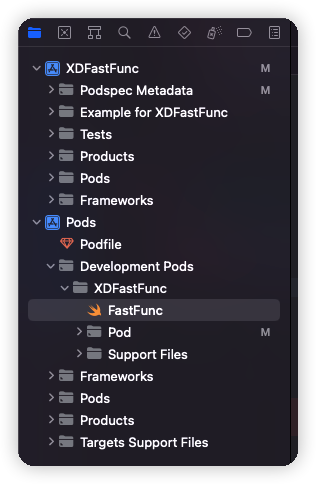 XDFastFunc M
Podspec Metadata M
Example for XDFastFunc
Tests
Products
Pods
Frameworks
Pods
Podfile
Development Pods
XDFastFunc
FastFunc
Pod M
Support Files
Frameworks
Pods
Products
Targets Support Files